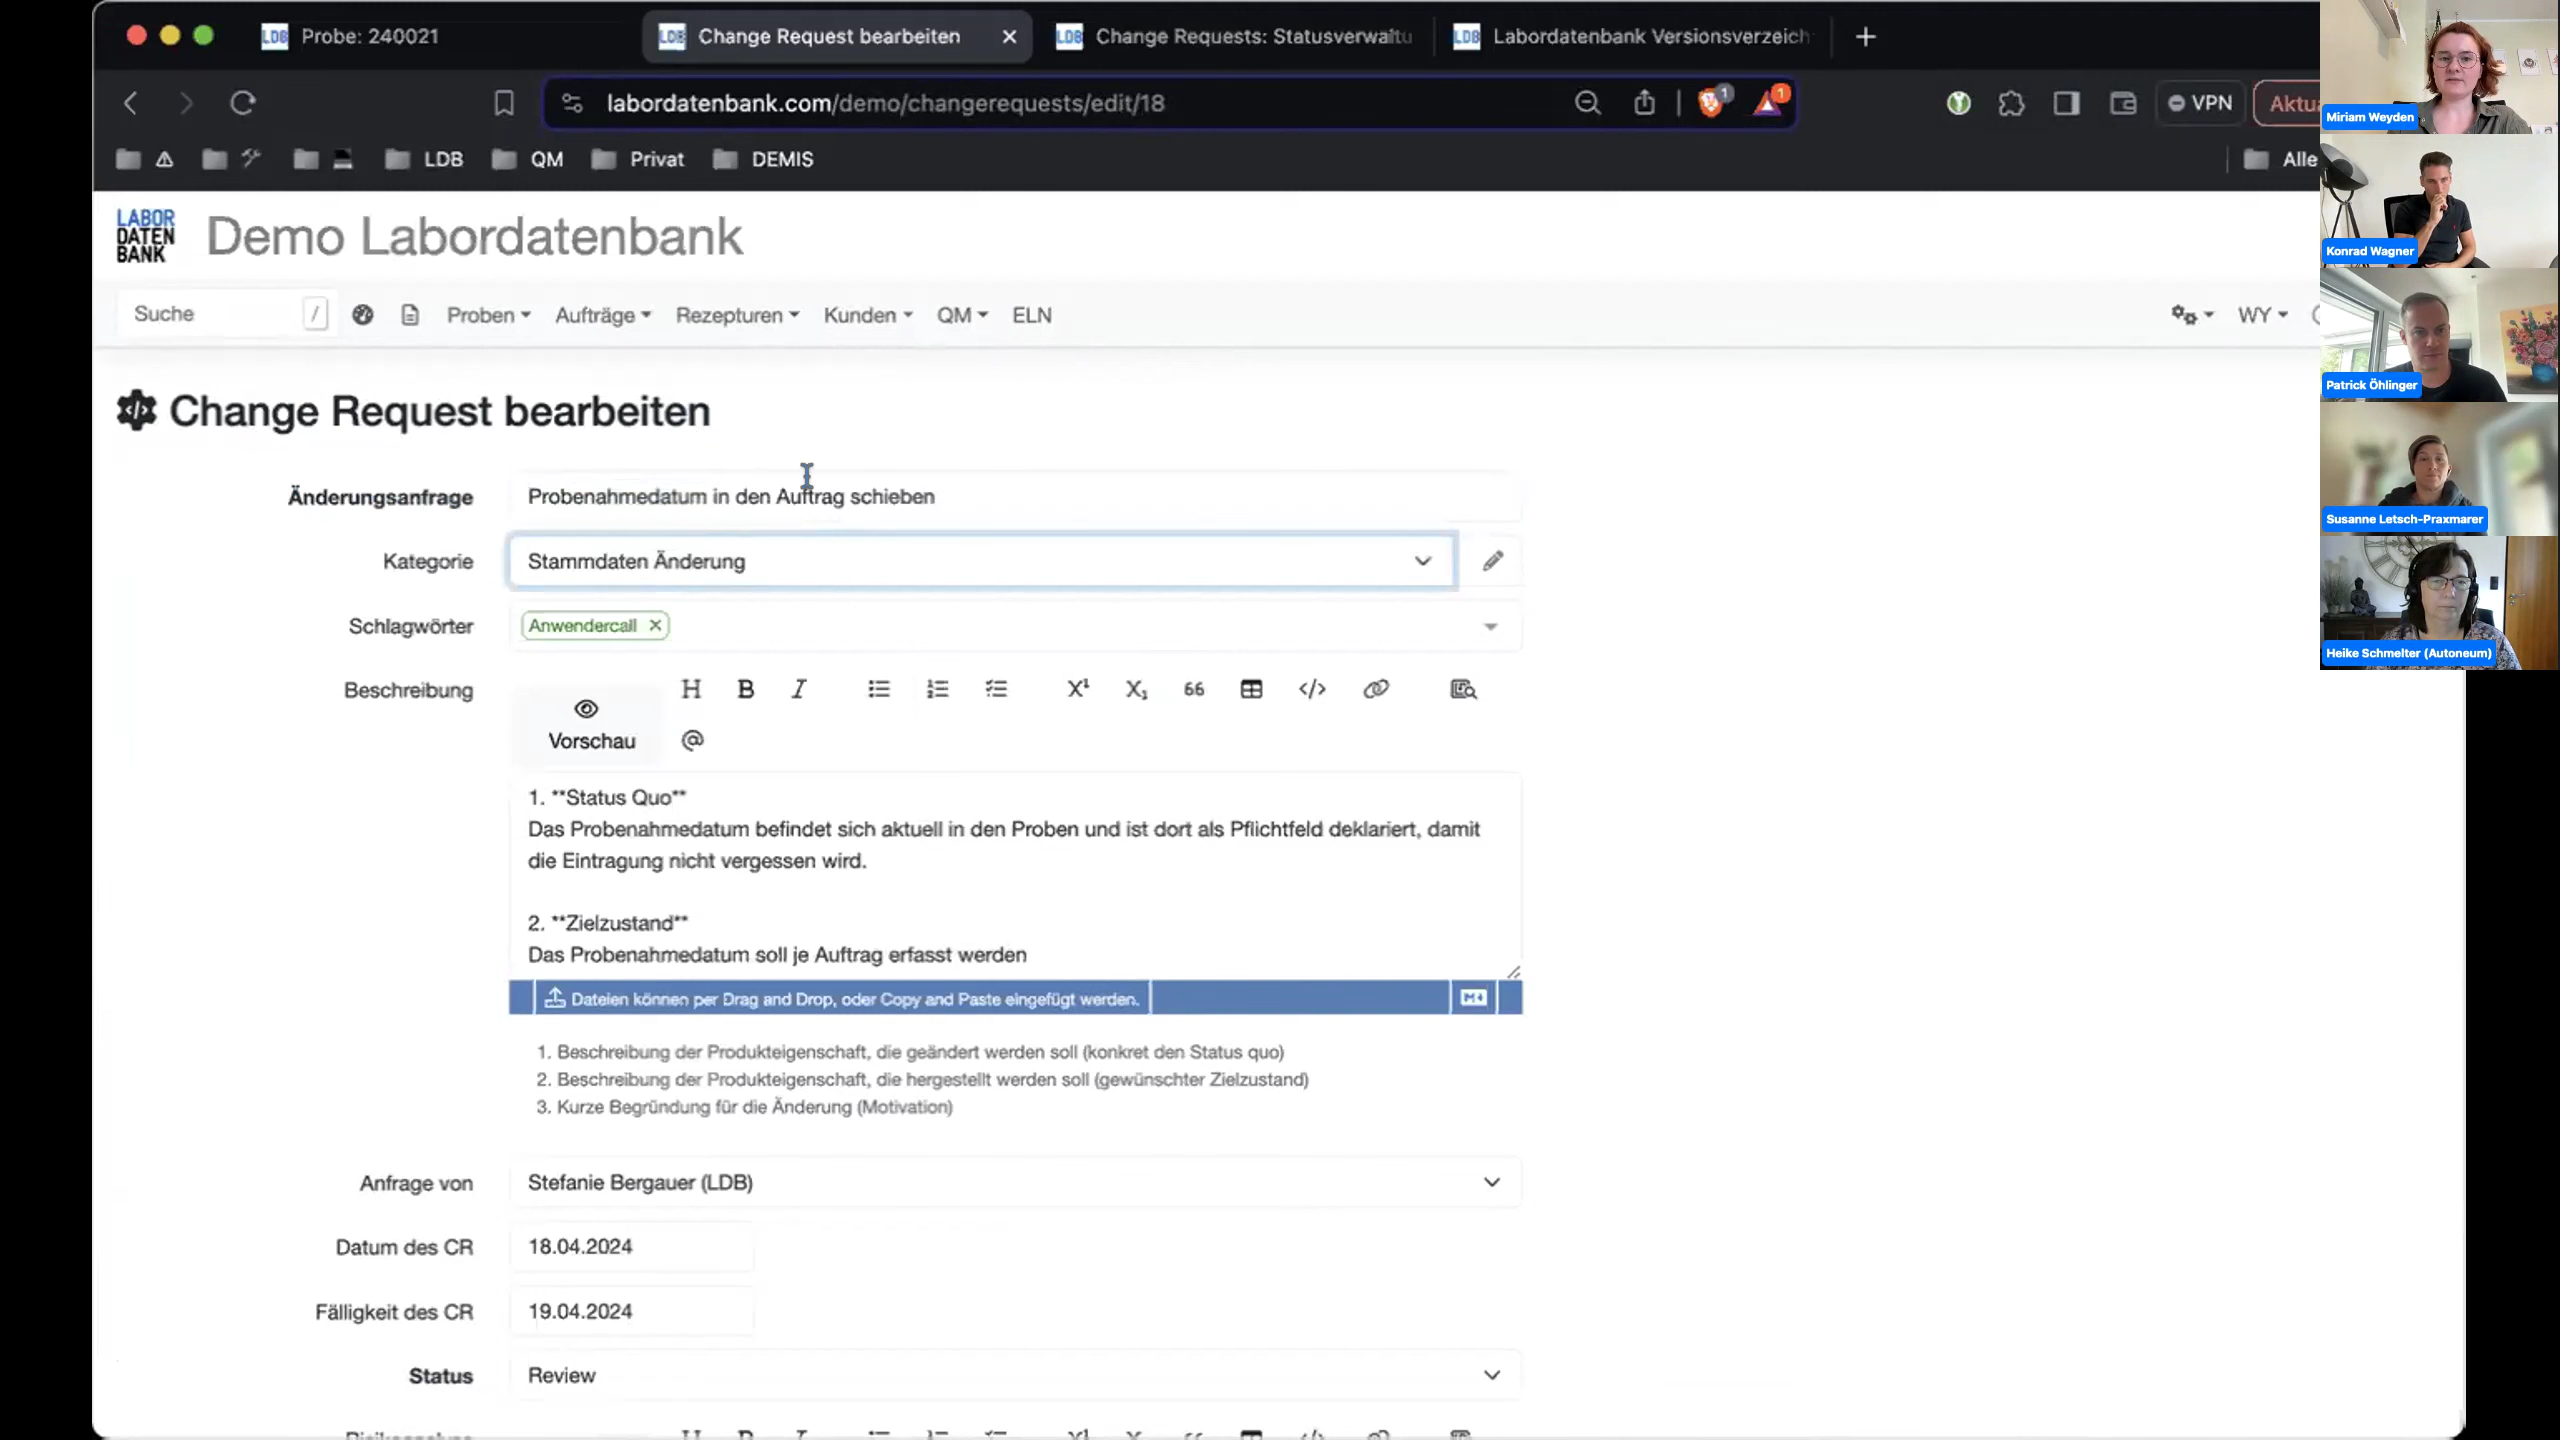 Probe: 240021
Change Request bearbeiten
Change Requests: Statusverwaltu
Labordatenbank Versionsverzeich
labordatenbank.com/demo/changerequests/edit/18
1
1
VPN
Aktu
LDB
QM
Privat
DEMIS
Alle
LABOR
DATEN
BANK
Demo Labordatenbank
Suche
/
Proben
Aufträge
Rezepturen
Kunden
QM
ELN
WY
Change Request bearbeiten
Änderungsanfrage
Probenahmedatum in den Auftrag schieben
Kategorie
Stammdaten Änderung
Schlagwörter
Anwendercall
Beschreibung
Vorschau
1. **Status Quo**
Das Probenahmedatum befindet sich aktuell in den Proben und ist dort als Pflichtfeld deklariert, damit
die Eintragung nicht vergessen wird.
2. **Zielzustand**
Das Probenahmedatum soll je Auftrag erfasst werden
Dateien können per Drag and Drop, oder Copy and Paste eingefügt werden.
1. Beschreibung der Produkteigenschaft, die geändert werden soll (konkret den Status quo)
2. Beschreibung der Produkteigenschaft, die hergestellt werden soll (gewünschter Zielzustand)
3. Kurze Begründung für die Änderung (Motivation)
Anfrage von
Stefanie Bergauer (LDB)
Datum des CR
18.04.2024
Fälligkeit des CR
19.04.2024
Status
Review
Miriam Weyden
Konrad Wagner
Patrick Öhlinger
Susanne Letsch-Praxmarer
Heike Schmelter (Autoneum)